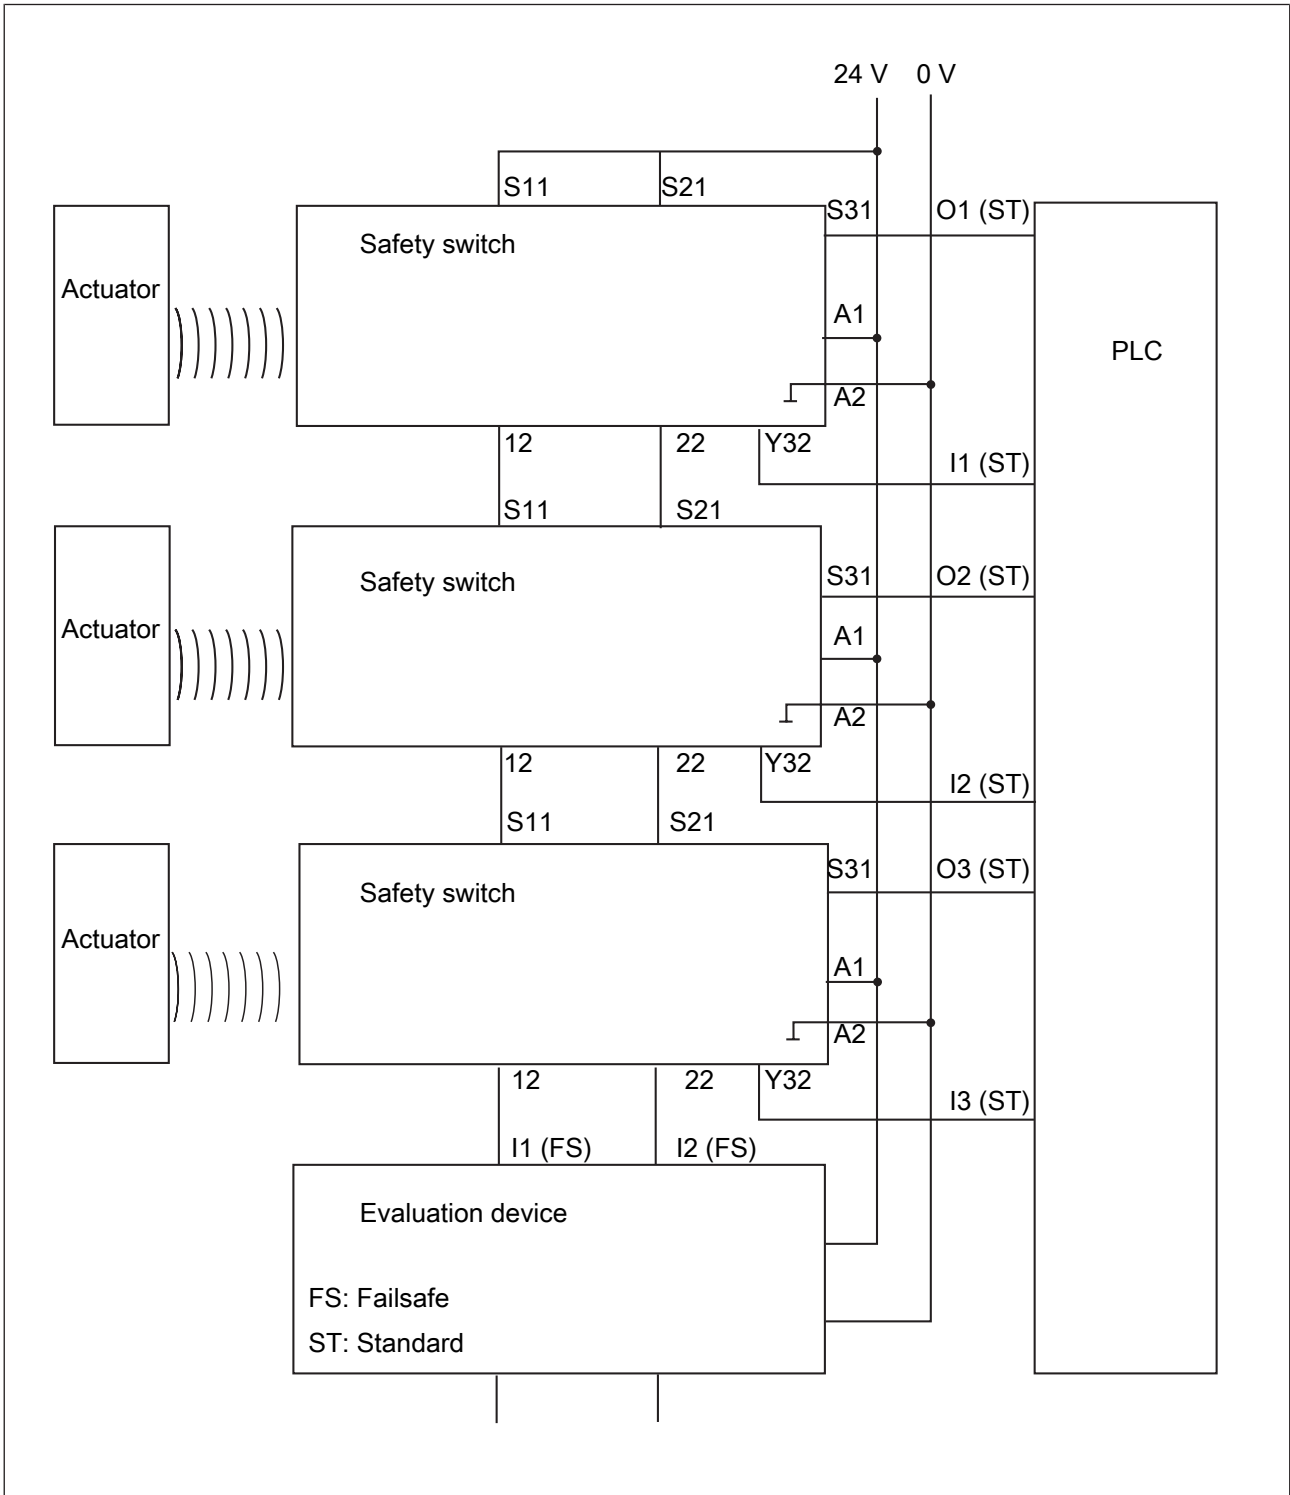 24 V 0 V
S11 S21
S31 O1 (ST)
Safety switch
Actuator
A1
PLC
A2
12 22 Y32
I1 (ST)
S11 S21
Safety switch
S31 O2 (ST)
Actuator
A1
A2
12 22 Y32
I2 (ST)
S11 S21
S31 O3 (ST)
Safety switch
Actuator
A1
A2
12 22 Y32
I3 (ST)
I1 (FS) I2 (FS)
Evaluation device
FS: Failsafe
ST: Standard